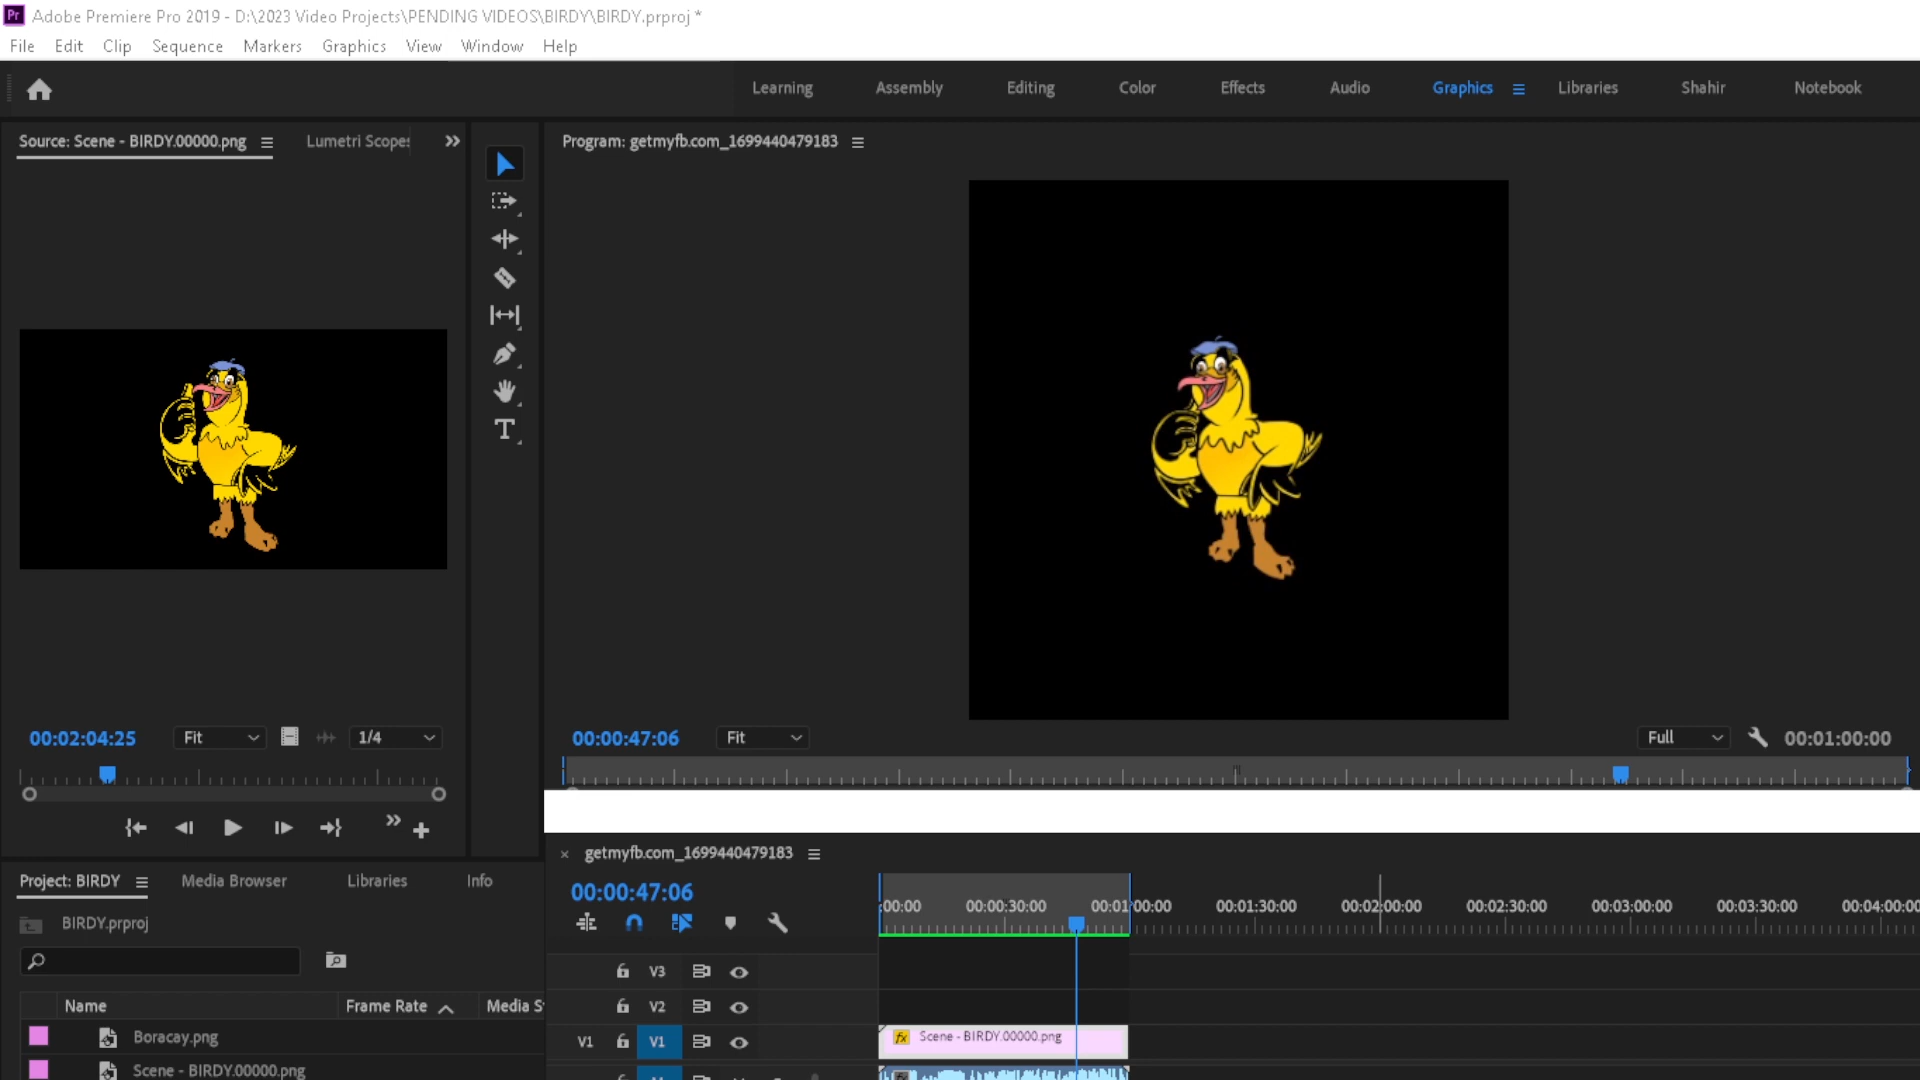 Adobe Premiere Pro 2019 - D:\2023 Video Projects\PENDING VIDEOS\BIRDY\BIRDY.prproj *
File Edit Clip Sequence Markers Graphics View Window Help
Learning Assembly Editing Color Effects Audio Graphics Libraries Shahir Notebook
Source: Scene - BIRDY.00000.png Lumetri Scopes
Program: getmyfb.com_1699440479183
00:02:04:25 Fit 1/4
00:00:47:06 Fit Full 00:01:00:00
getmyfb.com_1699440479183
Project: BIRDY Media Browser Libraries Info
00:00:47:06
:00:00 00:00:30:00 00:01:00:00 00:01:30:00 00:02:00:00 00:02:30:00 00:03:00:00 00:03:30:00 00:04:00:00
BIRDY.prproj
V3
V2
Name Frame Rate Media S
Boracay.png
V1 V1 Scene - BIRDY.00000.png
Scene - BIRDY.00000.png